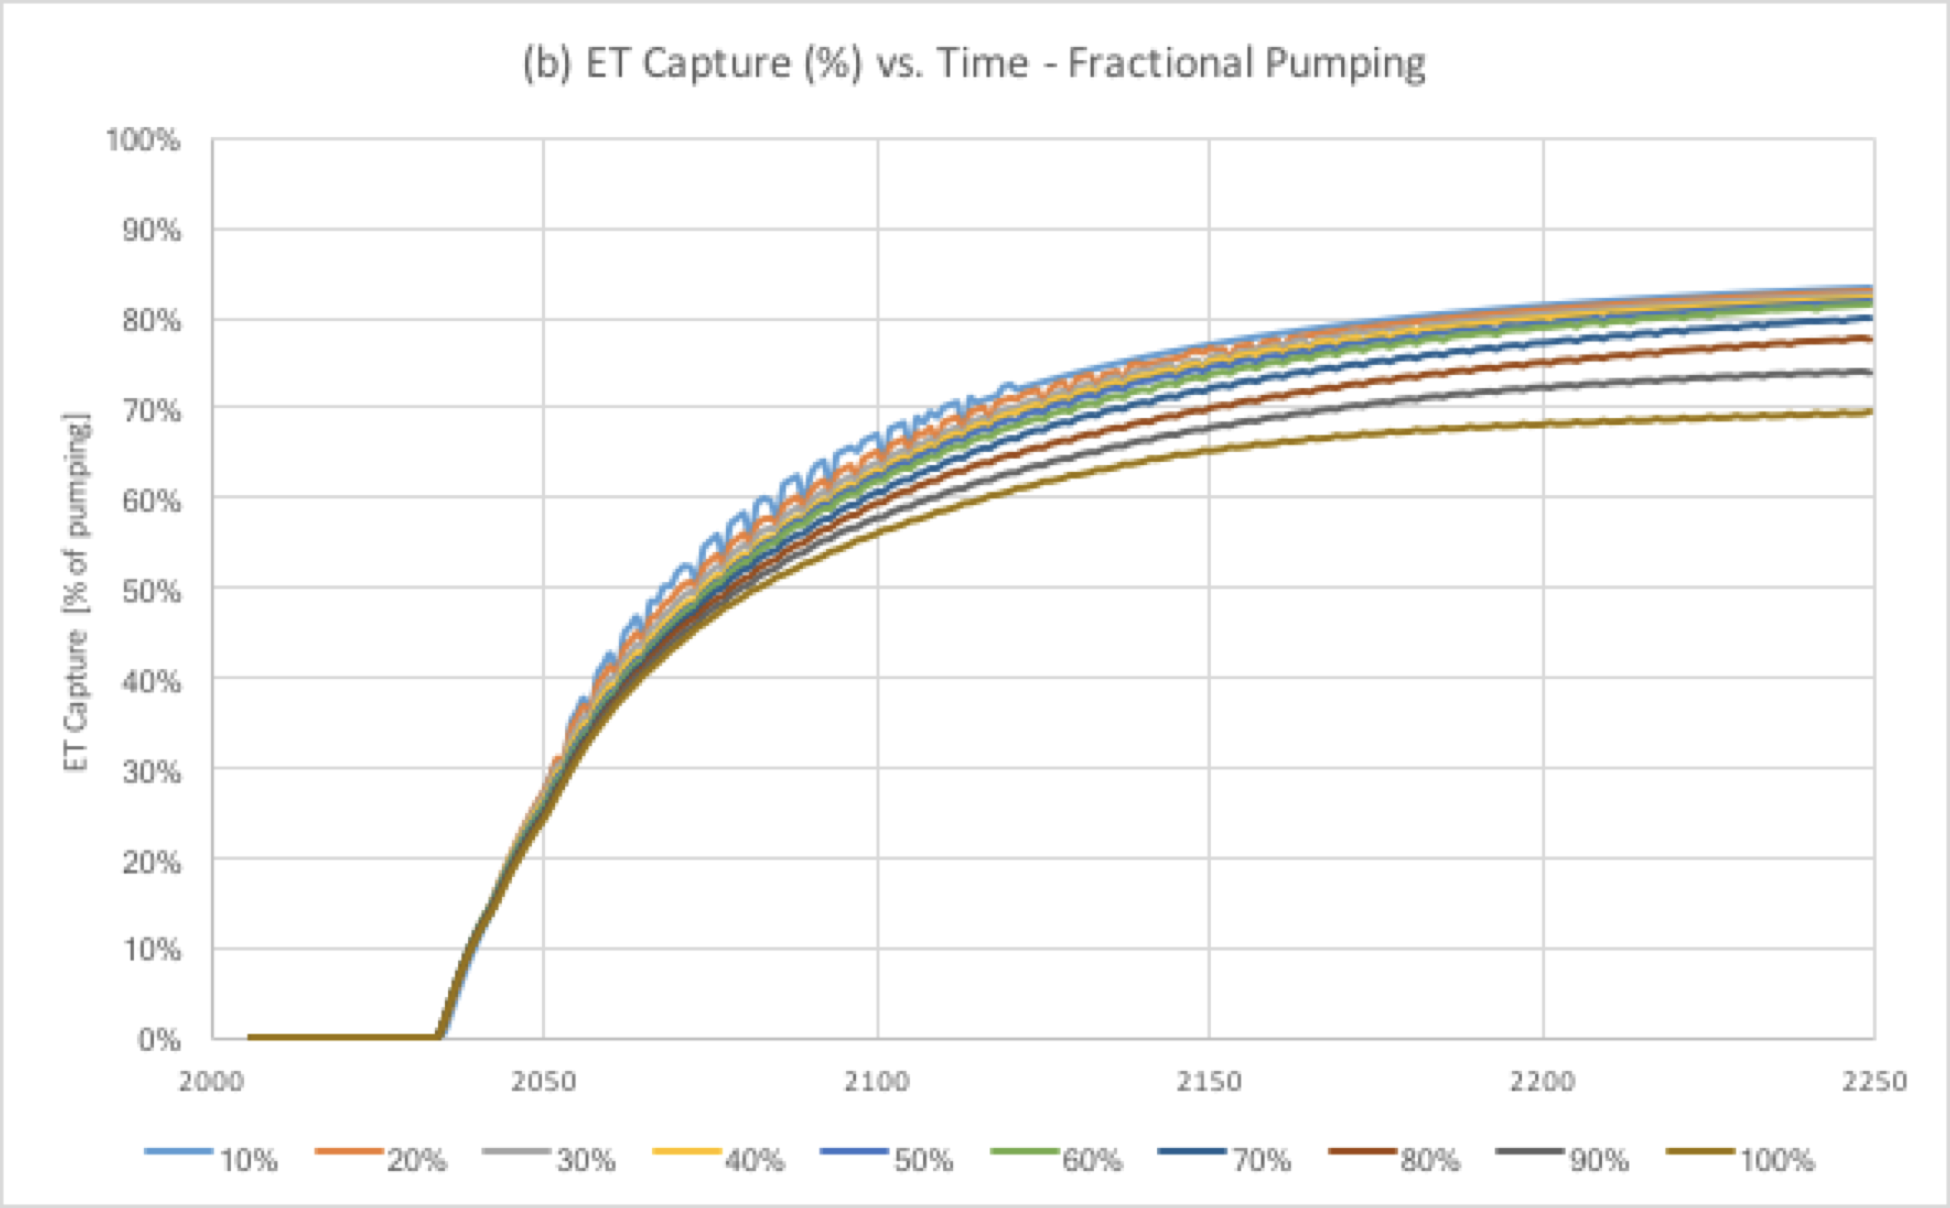 (b) ET Capture (%) vs. Time - Fractional Pumping
ET Capture [% of pumping]
100%
90%
80%
70%
60%
50%
40%
30%
20%
10%
0%
2000 2050 2100 2150 2200 2250
10% 20% 30% 40% 50% 60% 70% 80% 90% 100%